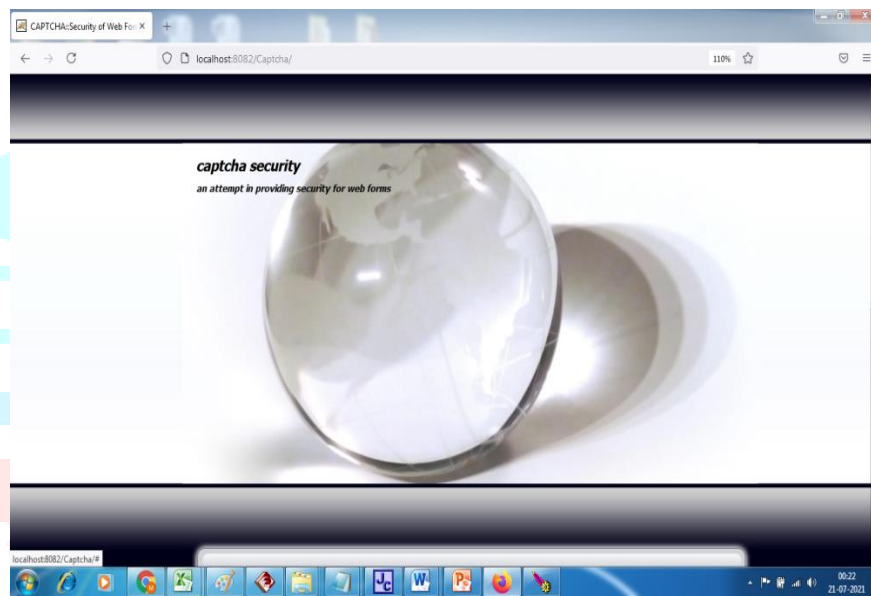 CAPTCHA::Security of Web For
localhost:8082/Captcha/
110%
captcha security
an attempt in providing security for web forms
localhost:8082/Captcha/#
00:22
21-07-2021